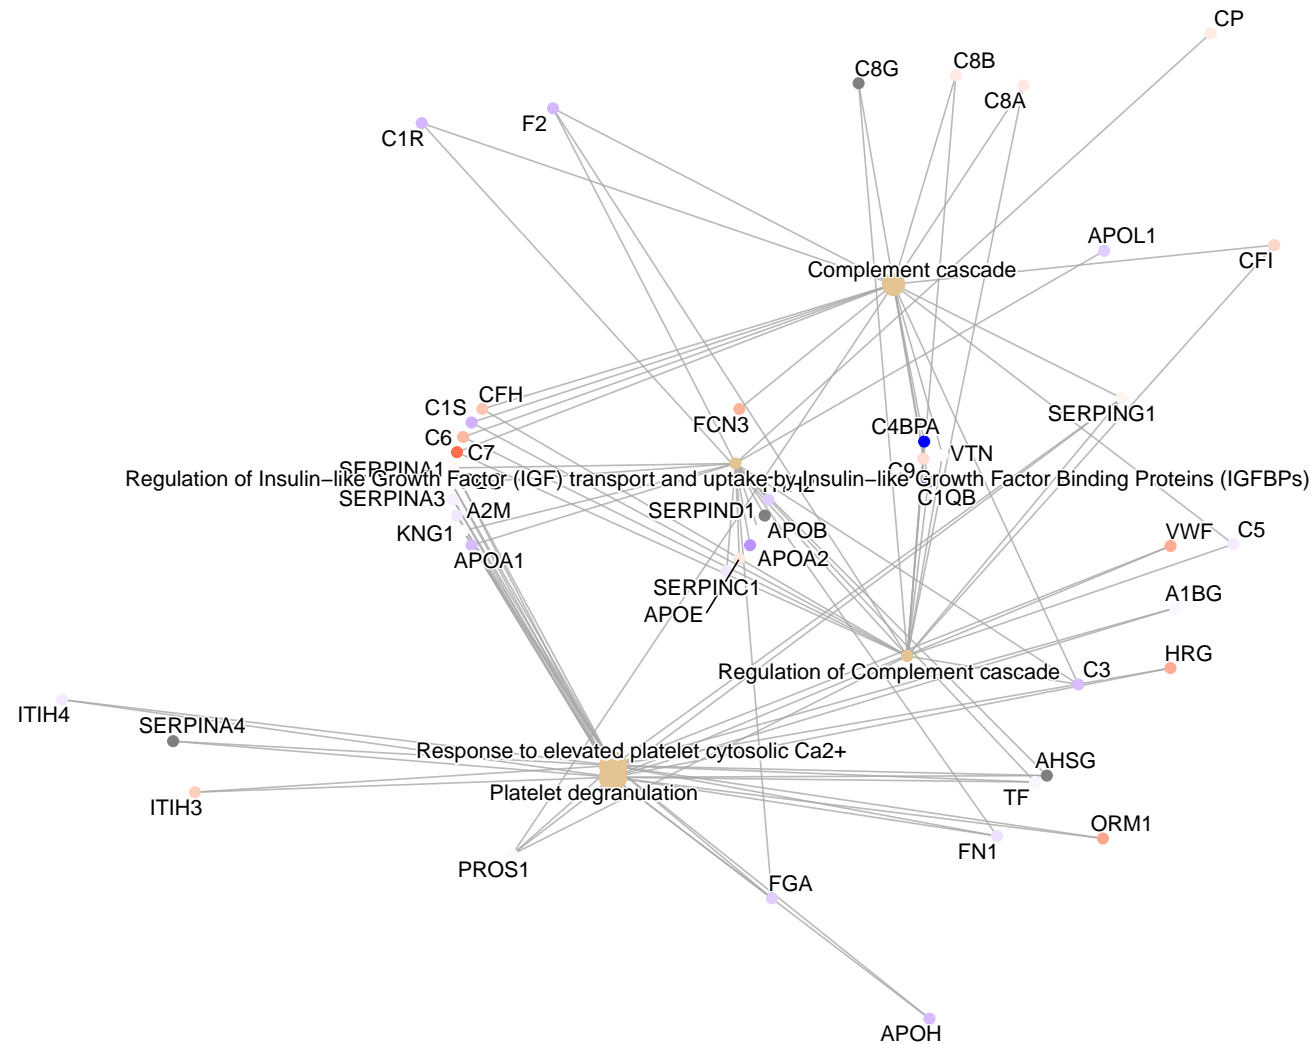 CP
C8G
C8B
C8A
F2
C1R
APOL1
CFI
Complement cascade
CFH
C1S
FCN3
SERPING1
C4BPA
C6
C7
VTN
C9
SERPINA1
Regulation of Insulin−like Growth Factor (IGF) transport and uptake by Insulin−like Growth Factor Binding Proteins (IGFBPs)
SERPINA3
C1QB
A2M
SERPIND1
KNG1
APOB
VWF
C5
APOA1
APOA2
SERPINC1
A1BG
APOE
HRG
Regulation of Complement cascade
C3
ITIH4
SERPINA4
Response to elevated platelet cytosolic Ca2+
AHSG
Platelet degranulation
TF
ITIH3
ORM1
FN1
PROS1
FGA
APOH